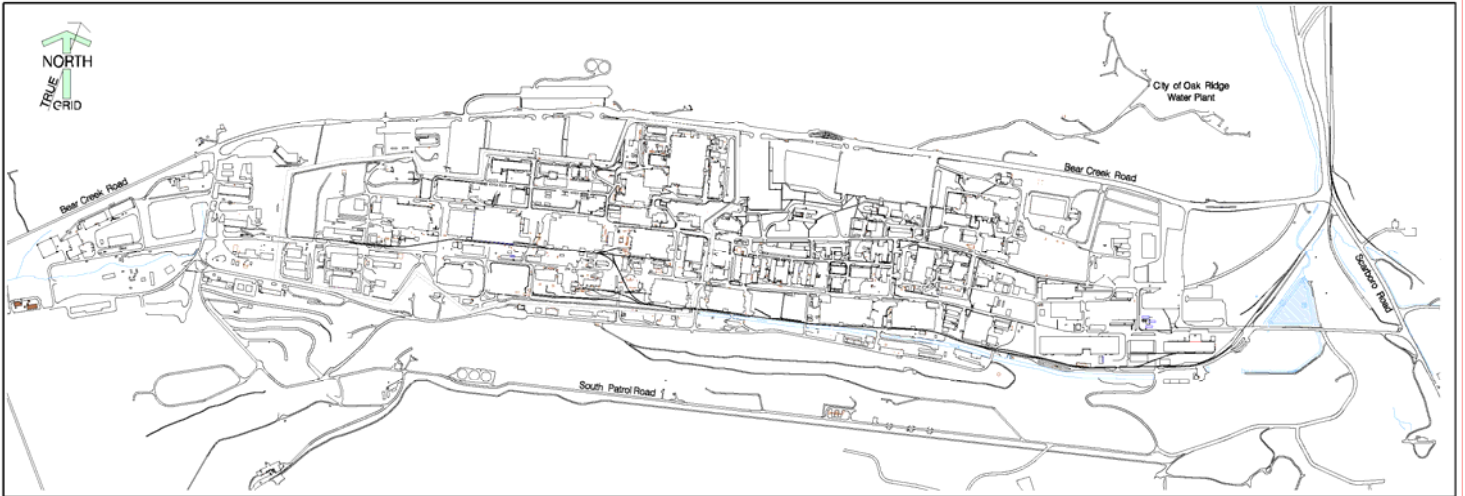 NORTH
TRUE
GRID
City of Oak Ridge
Water Plant
Bear Creek Road
Bear Creek Road
Scarboro Road
South Patrol Road